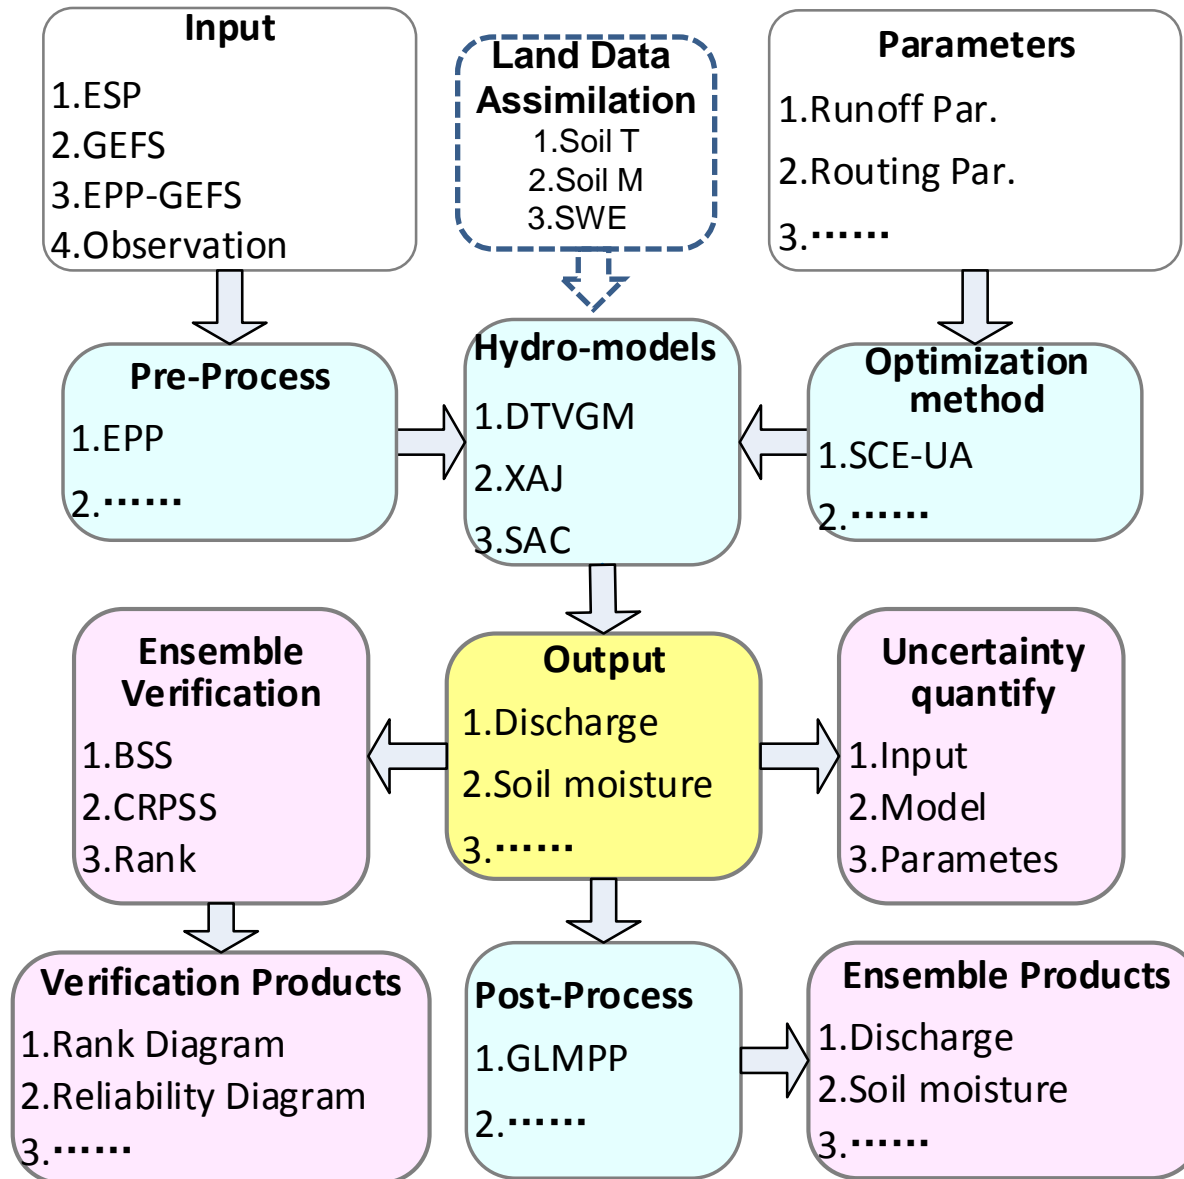 Input
1.ESP
2.GEFS
3.EPP-GEFS
4.Observation
Land Data
Assimilation
1.Soil T
2.Soil M
3.SWE
Parameters
1.Runoff Par.
2.Routing Par.
3.······
Pre-Process
1.EPP
2.······
Hydro-models
1.DTVGM
2.XAJ
3.SAC
Optimization
method
1.SCE-UA
2.······
Ensemble
Verification
1.BSS
2.CRPSS
3.Rank
Output
1.Discharge
2.Soil moisture
3.······
Uncertainty
quantify
1.Input
2.Model
3.Parametes
Verification Products
1.Rank Diagram
2.Reliability Diagram
3.······
Post-Process
1.GLMPP
2.······
Ensemble Products
1.Discharge
2.Soil moisture
3.······